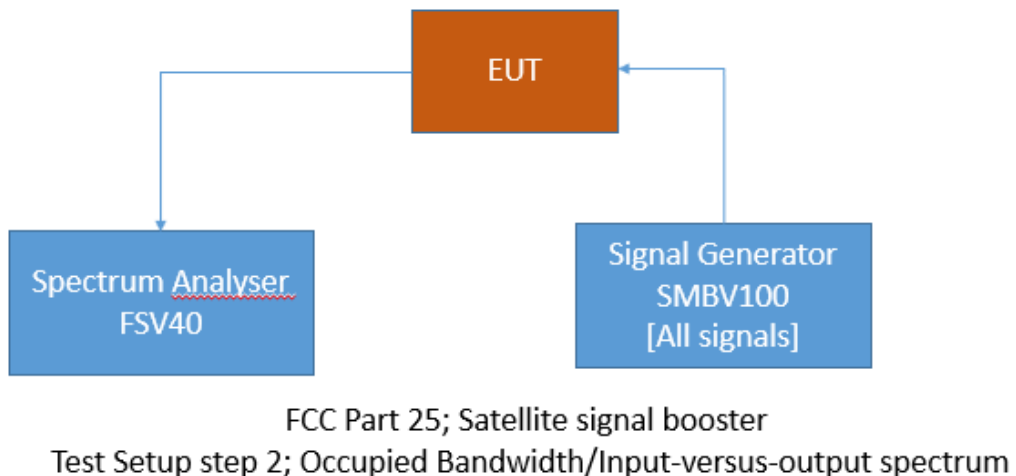 EUT
Spectrum Analyser
FSV40
Signal Generator
SMBV100
[All signals]
FCC Part 25; Satellite signal booster
Test Setup step 2; Occupied Bandwidth/Input-versus-output spectrum